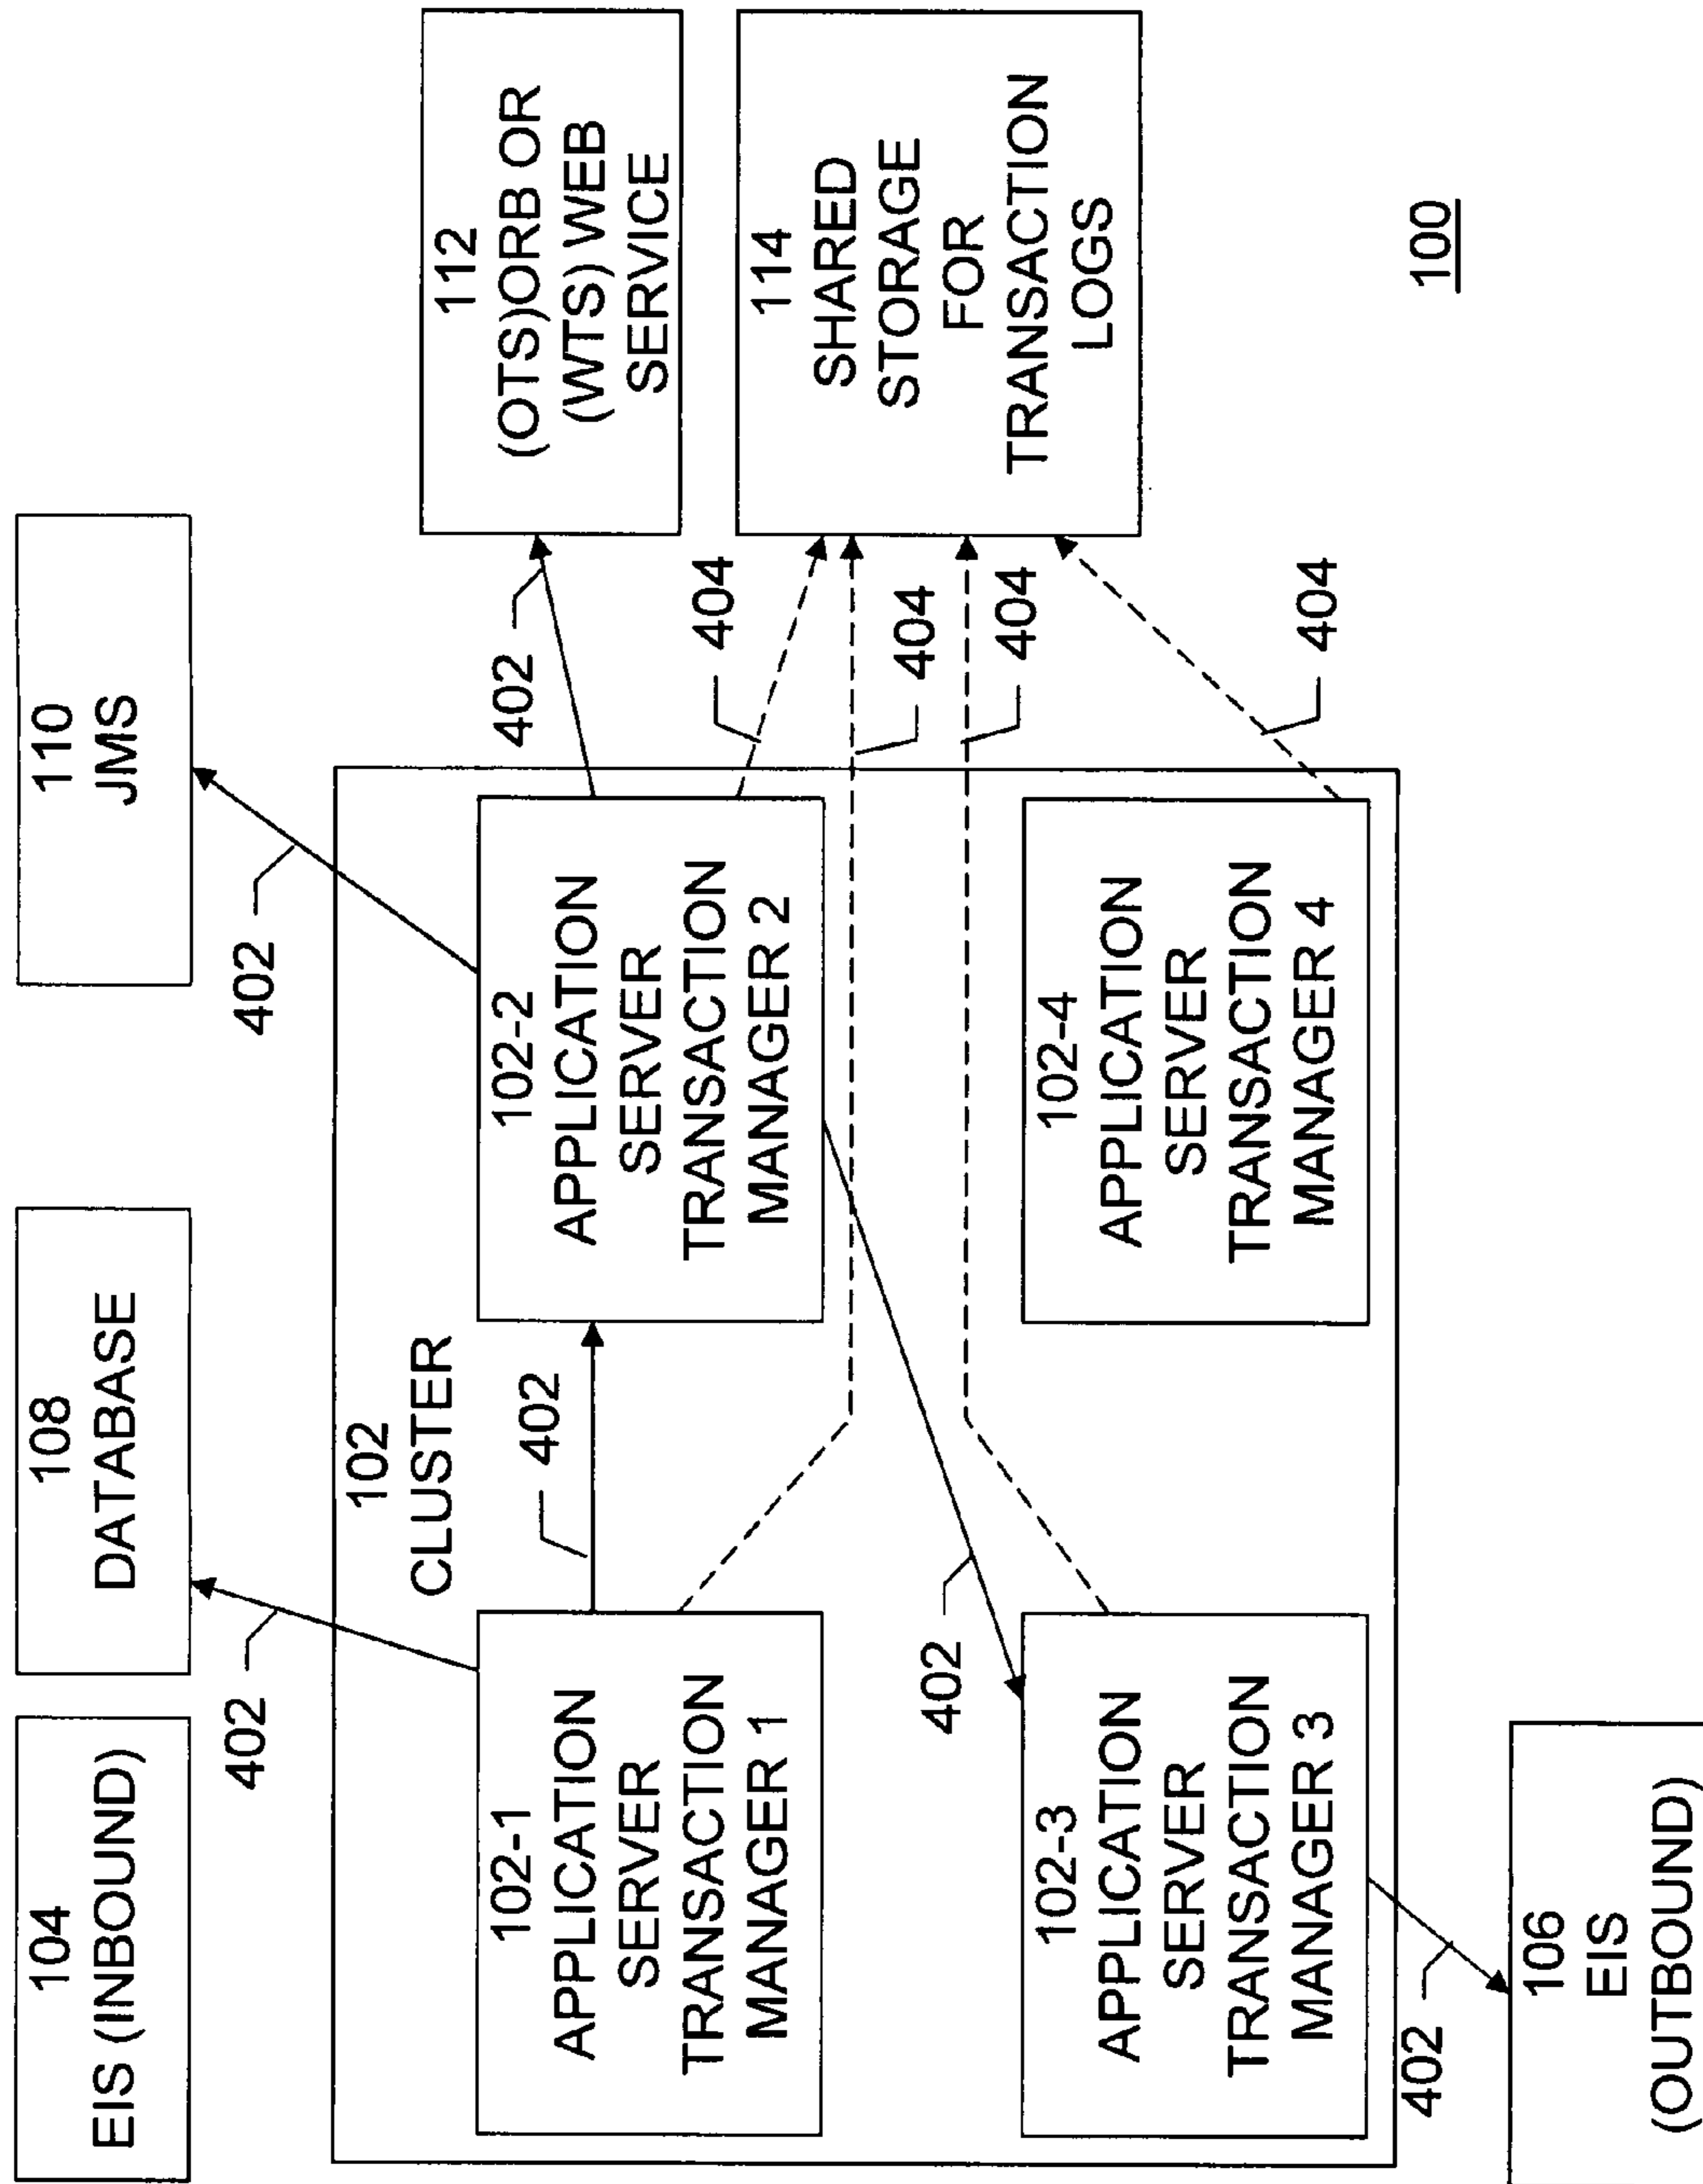 104
EIS (INBOUND)
108
DATABASE
110
JMS
402
402
102
CLUSTER
102-1
APPLICATION
SERVER
TRANSACTION
MANAGER 1
402
102-2
APPLICATION
SERVER
TRANSACTION
MANAGER 2
402
112
(OTS)ORB OR
(WTS) WEB
SERVICE
404
404
404
404
114
SHARED
STORAGE
FOR
TRANSACTION
LOGS
402
102-3
APPLICATION
SERVER
TRANSACTION
MANAGER 3
102-4
APPLICATION
SERVER
TRANSACTION
MANAGER 4
402
106
EIS
(OUTBOUND)
100